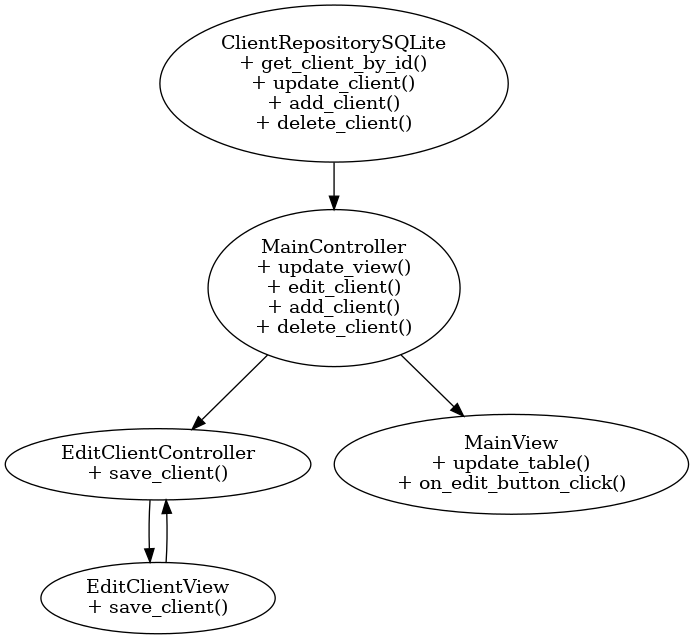 ClientRepositorySQLite
+ get_client_by_id()
+ update_client()
+ add_client()
+ delete_client()
MainController
+ update_view()
+ edit_client()
+ add_client()
+ delete_client()
EditClientController
+ save_client()
MainView
+ update_table()
+ on_edit_button_click()
EditClientView
+ save_client()